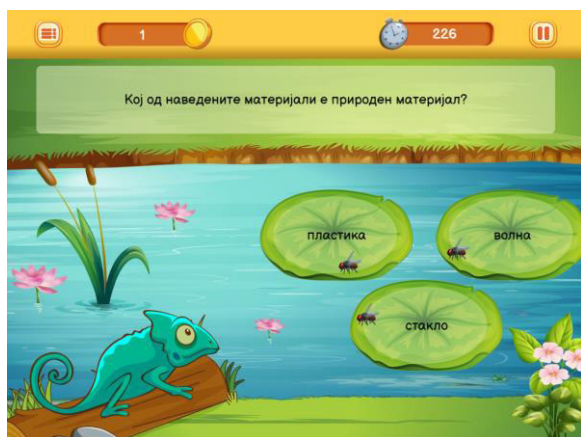 1
226
Кој од наведените материјали е природен материјал?
пластика
волна
стакло